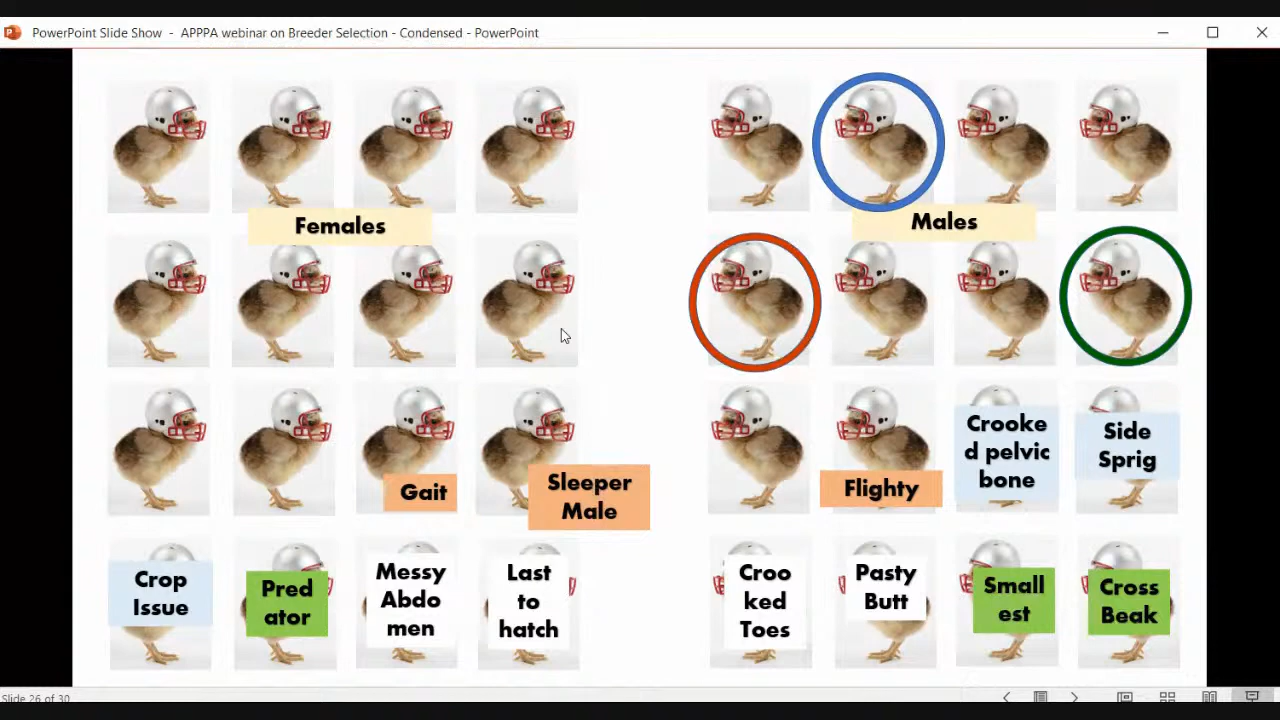 PowerPoint Slide Show - APPPA webinar on Breeder Selection - Condensed - PowerPoint
Females
Males
Gait
Sleeper
Male
Flighty
Crooke
d pelvic
bone
Side
Sprig
Crop
Issue
Pred
ator
Messy
Abdo
men
Last
to
hatch
Croo
ked
Toes
Pasty
Butt
Small
est
Cross
Beak
Slide 26 of 30